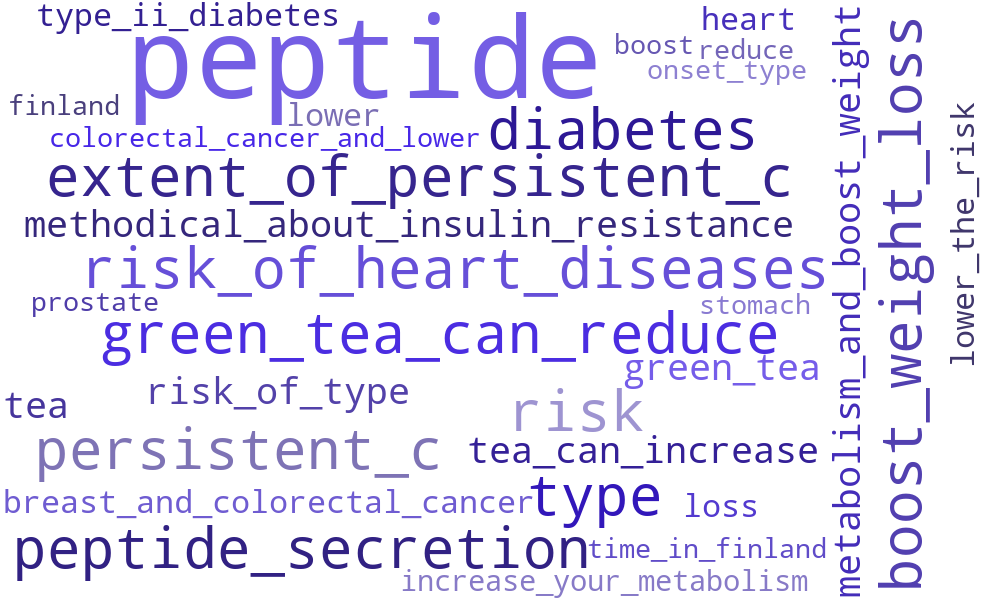 type_ii_diabetes
peptide
heart
boost
reduce
onset_type
finland
lower
colorectal_cancer_and_lower
diabetes
extent_of_persistent_c
methodical_about_insulin_resistance
risk_of_heart_diseases
prostate
stomach
green_tea_can_reduce
green_tea
risk_of_type
tea
risk
persistent_c
tea_can_increase
breast_and_colorectal_cancer
type
loss
peptide_secretion
time_in_finland
increase_your_metabolism
metabolism_and_boost_weight
boost_weight_loss
lower_the_risk